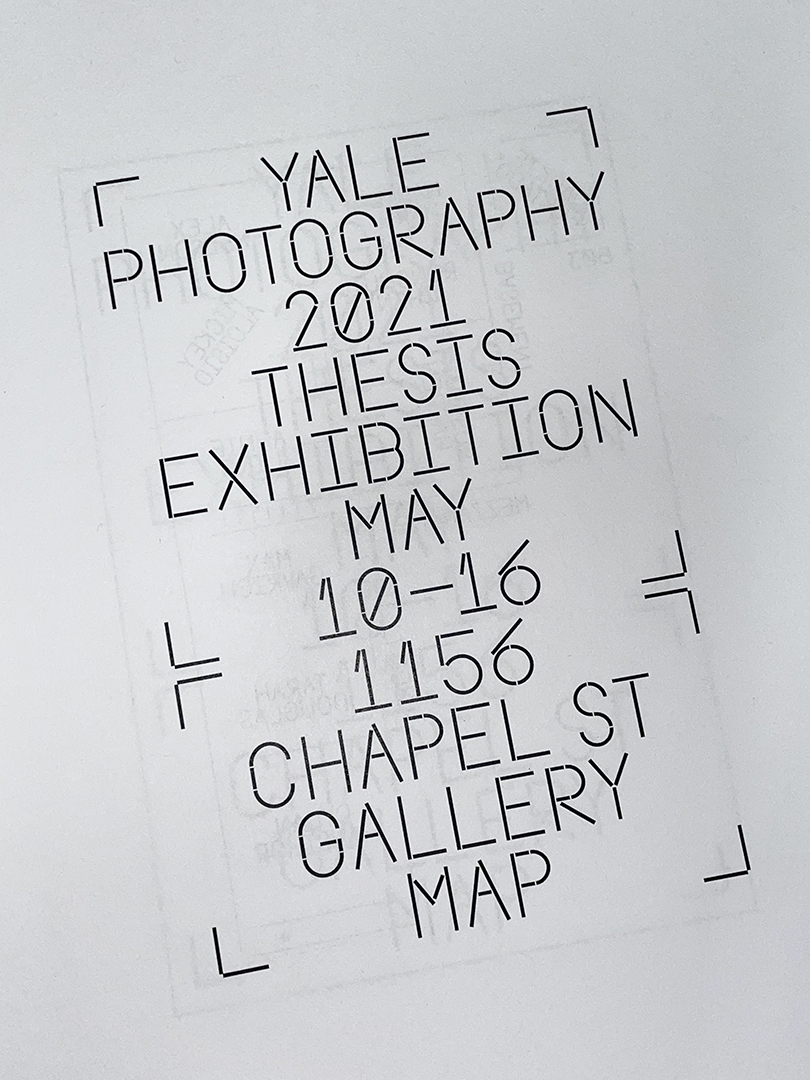 YALE
PHOTOGRAPHY
2021
THESIS
EXHIBITION
MAY
10—16
1156
CHAPEL ST
GALLERY
MAP